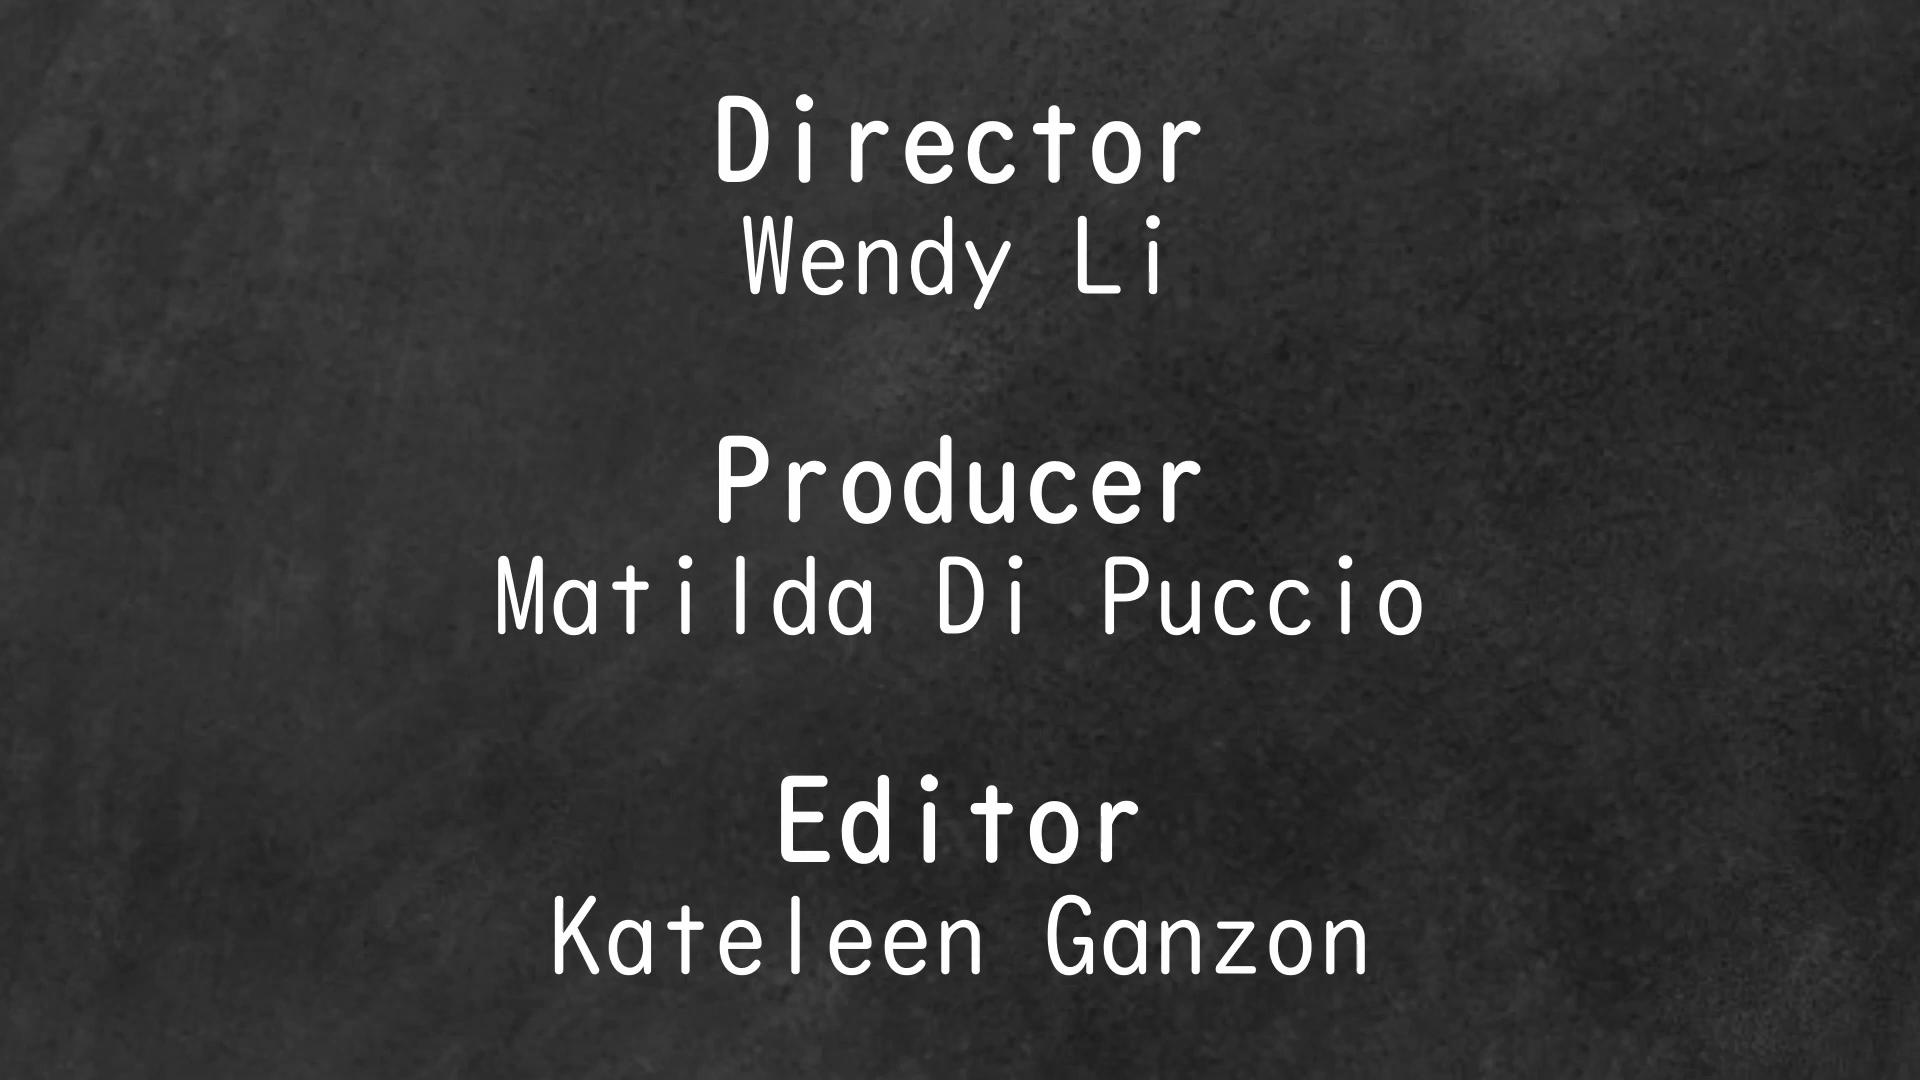 Director
Wendy Li
Producer
Matilda Di Puccio
Editor
Kateleen Ganzon